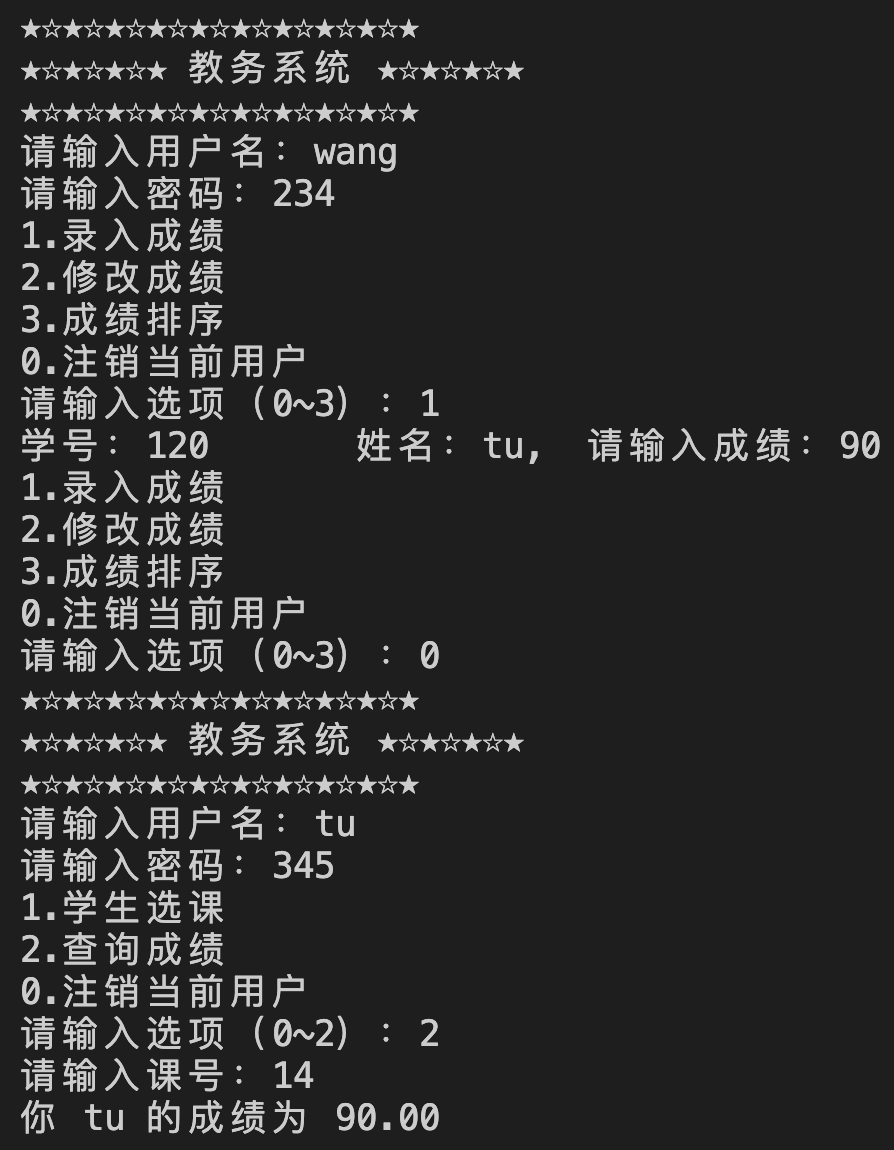 ★☆★☆★☆★☆★☆★☆★☆★☆★☆★
★☆★☆★☆★ 教务系统 ★☆★☆★☆★
★☆★☆★☆★☆★☆★☆★☆★☆★☆★
请输入用户名：wang
请输入密码：234
1.录入成绩
2.修改成绩
3.成绩排序
0.注销当前用户
请输入选项（0~3）：1
学号：120       姓名：tu,  请输入成绩：90
1.录入成绩
2.修改成绩
3.成绩排序
0.注销当前用户
请输入选项（0~3）：0
★☆★☆★☆★☆★☆★☆★☆★☆★☆★
★☆★☆★☆★ 教务系统 ★☆★☆★☆★
★☆★☆★☆★☆★☆★☆★☆★☆★☆★
请输入用户名：tu
请输入密码：345
1.学生选课
2.查询成绩
0.注销当前用户
请输入选项（0~2）：2
请输入课号：14
你 tu 的成绩为 90.00